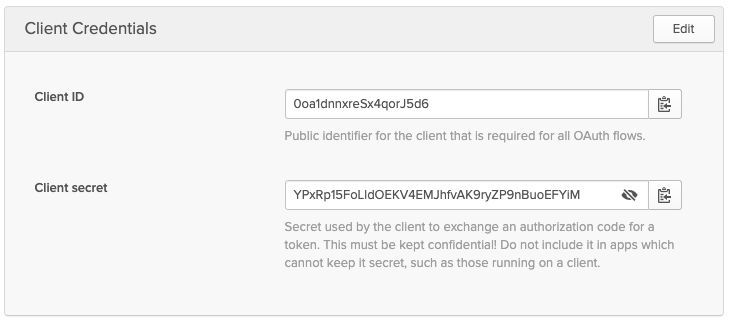 Client Credentials
Edit
Client ID
0oa1dnnxreSx4qorJ5d6
Public identifier for the client that is required for all OAuth flows.
Client secret
YPxRp15FoLIdOEKV4EMJhfvAK9ryZP9nBuoEFYiM
Secret used by the client to exchange an authorization code for a
token. This must be kept confidential! Do not include it in apps which
cannot keep it secret, such as those running on a client.